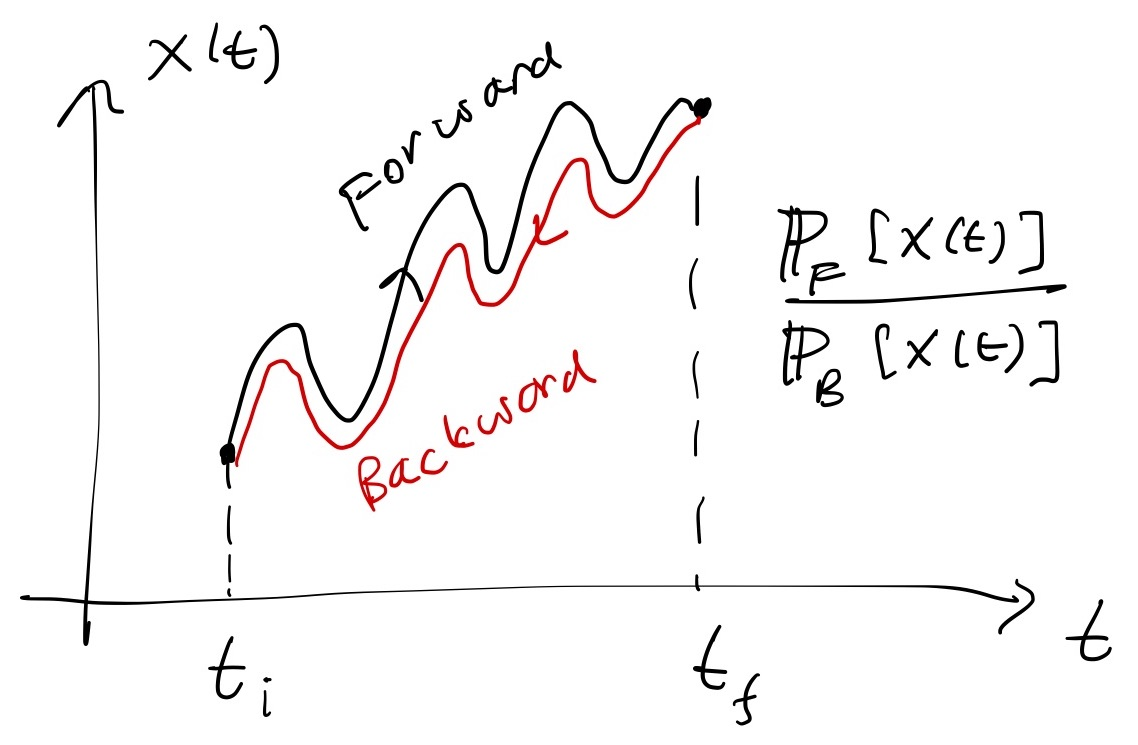 X(t)
Forward
ℙ_F [X(t)]
ℙ_B [X(t)]
Backward
t_i
t_f
t